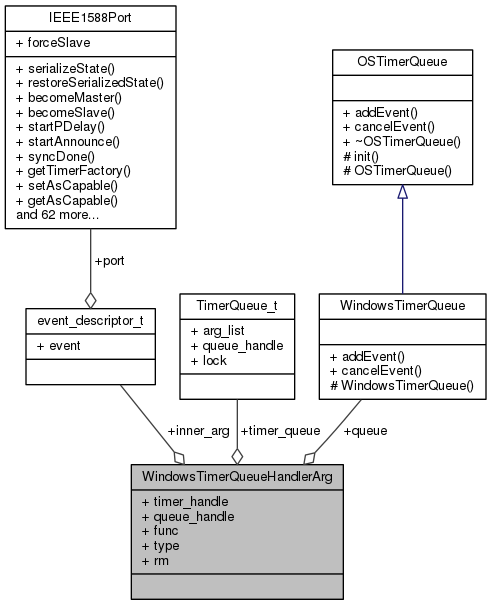 IEEE1588Port
+ forceSlave
+ serializeState()
+ restoreSerializedState()
+ becomeMaster()
+ becomeSlave()
+ startPDelay()
+ startAnnounce()
+ syncDone()
+ getTimerFactory()
+ setAsCapable()
+ getAsCapable()
and 62 more...
OSTimerQueue
+ addEvent()
+ cancelEvent()
+ ~OSTimerQueue()
# init()
# OSTimerQueue()
+port
event_descriptor_t
+ event
TimerQueue_t
+ arg_list
+ queue_handle
+ lock
WindowsTimerQueue
+ addEvent()
+ cancelEvent()
# WindowsTimerQueue()
+inner_arg
+timer_queue
+queue
WindowsTimerQueueHandlerArg
+ timer_handle
+ queue_handle
+ func
+ type
+ rm